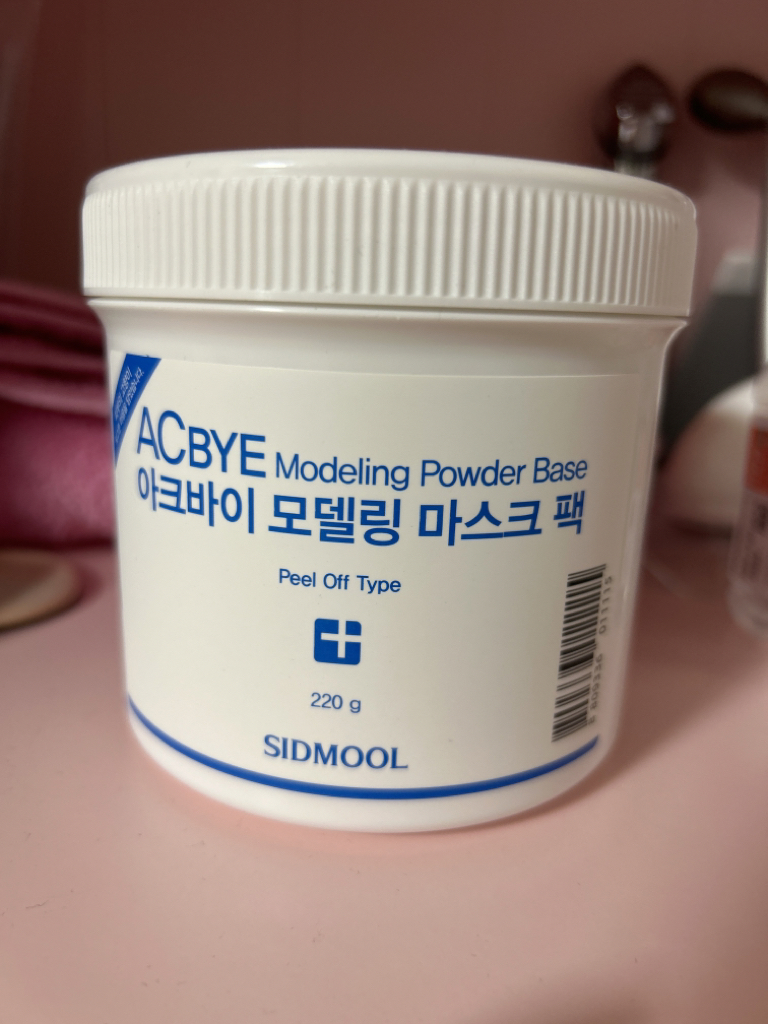 ACBYE Modeling Powder Base
아크바이 모델링 마스크 팩
Peel Off Type
220 g
SIDMOOL